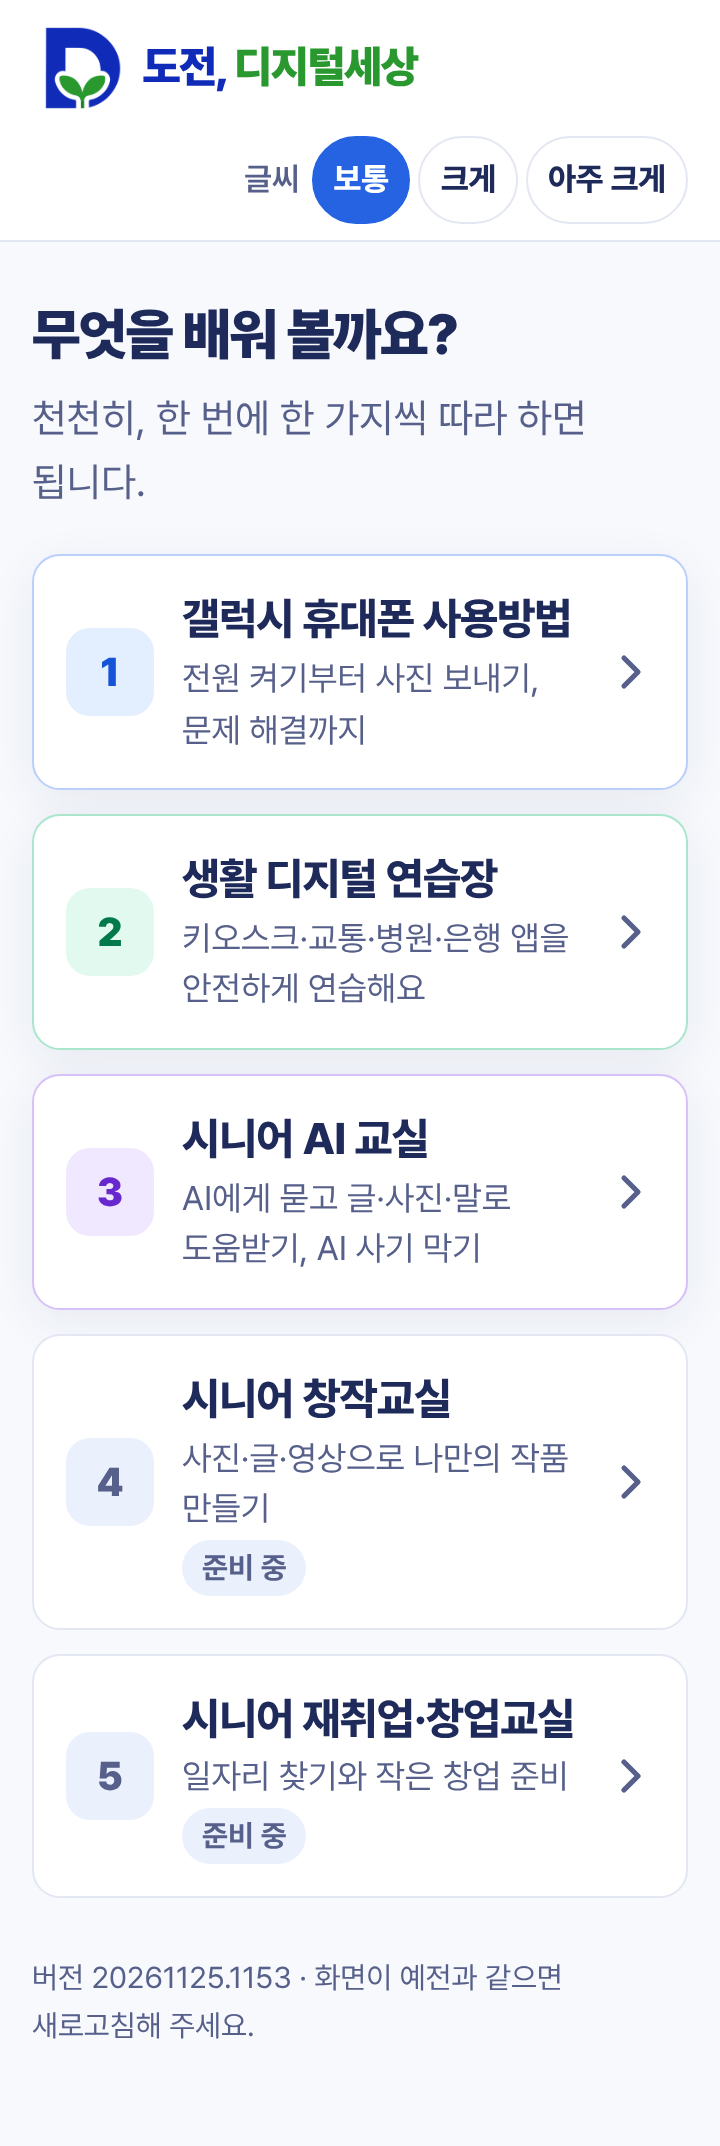 도전, 디지털세상
글씨 보통 크게 아주 크게
무엇을 배워 볼까요?
천천히, 한 번에 한 가지씩 따라 하면
됩니다.
1
갤럭시 휴대폰 사용방법
전원 켜기부터 사진 보내기,
문제 해결까지
2
생활 디지털 연습장
키오스크·교통·병원·은행 앱을
안전하게 연습해요
3
시니어 AI 교실
AI에게 묻고 글·사진·말로
도움받기, AI 사기 막기
4
시니어 창작교실
사진·글·영상으로 나만의 작품
만들기
준비 중
5
시니어 재취업·창업교실
일자리 찾기와 작은 창업 준비
준비 중
버전 20261125.1153 · 화면이 예전과 같으면
새로고침해 주세요.